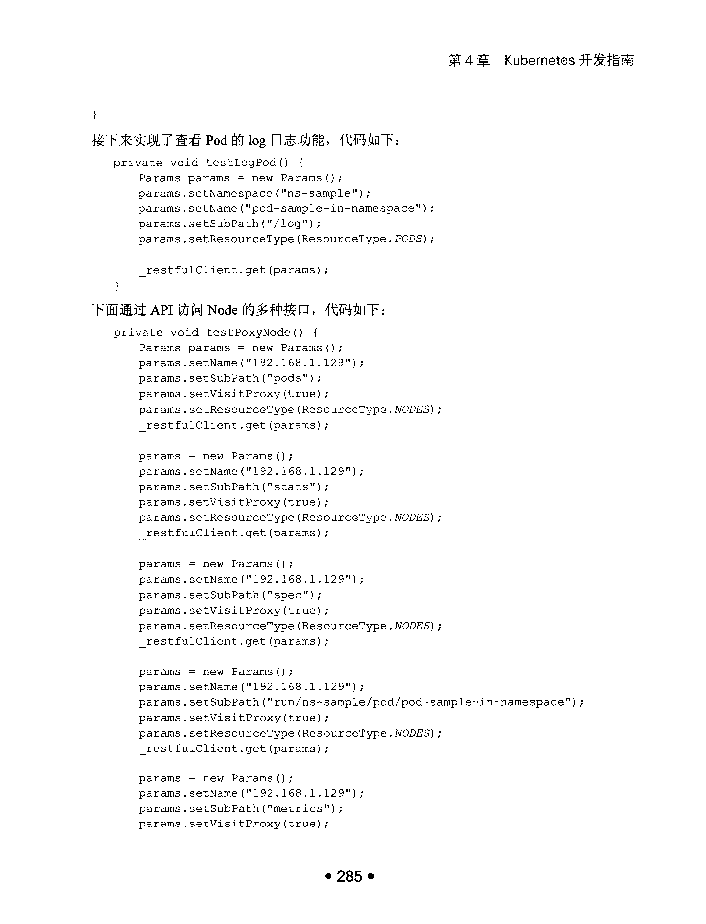 第 4 章 Kubernetes 开发指南
}
接下来实现了查看 Pod 的 log 日志功能，代码如下：
private void testLogPod() {
Params params = new Params();
params.setNamespace("ns-sample");
params.setName("pod-sample-in-namespace");
params.setSubPath("/log");
params.setResourceType(ResourceType.PODS);
_restfulClient.get(params);
}
下面通过 API 访问 Node 的多种接口，代码如下：
private void testPoxyNode() {
Params params = new Params();
params.setName("192.168.1.129");
params.setSubPath("pods");
params.setVisitProxy(true);
params.setResourceType(ResourceType.NODES);
_restfulClient.get(params);
params = new Params();
params.setName("192.168.1.129");
params.setSubPath("stats");
params.setVisitProxy(true);
params.setResourceType(ResourceType.NODES);
_restfulClient.get(params);
params = new Params();
params.setName("192.168.1.129");
params.setSubPath("spec");
params.setVisitProxy(true);
params.setResourceType(ResourceType.NODES);
_restfulClient.get(params);
params = new Params();
params.setName("192.168.1.129");
params.setSubPath("run/ns-sample/pod/pod-sample-in-namespace");
params.setVisitProxy(true);
params.setResourceType(ResourceType.NODES);
_restfulClient.get(params);
params = new Params();
params.setName("192.168.1.129");
params.setSubPath("metrics");
params.setVisitProxy(true);
• 285 •